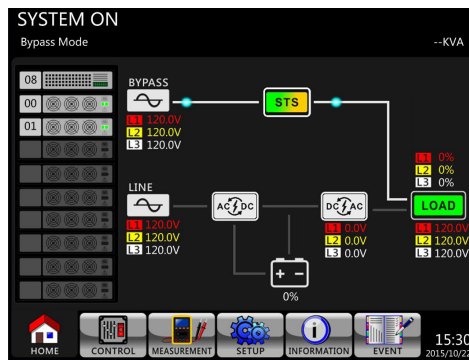 SYSTEM ON
Bypass Mode
--KVA
08
00
01
BYPASS
L1 120.0V
L2 120.0V
L3 120.0V
STS
L1 0%
L2 0%
L3 0%
LINE
L1 120.0V
L2 120.0V
L3 120.0V
AC DC
DC AC
L1 0.0V
L2 0.0V
L3 0.0V
LOAD
L1 120.0V
L2 120.0V
L3 120.0V
+ -
0%
HOME
CONTROL
MEASUREMENT
SETUP
INFORMATION
EVENT
15:30